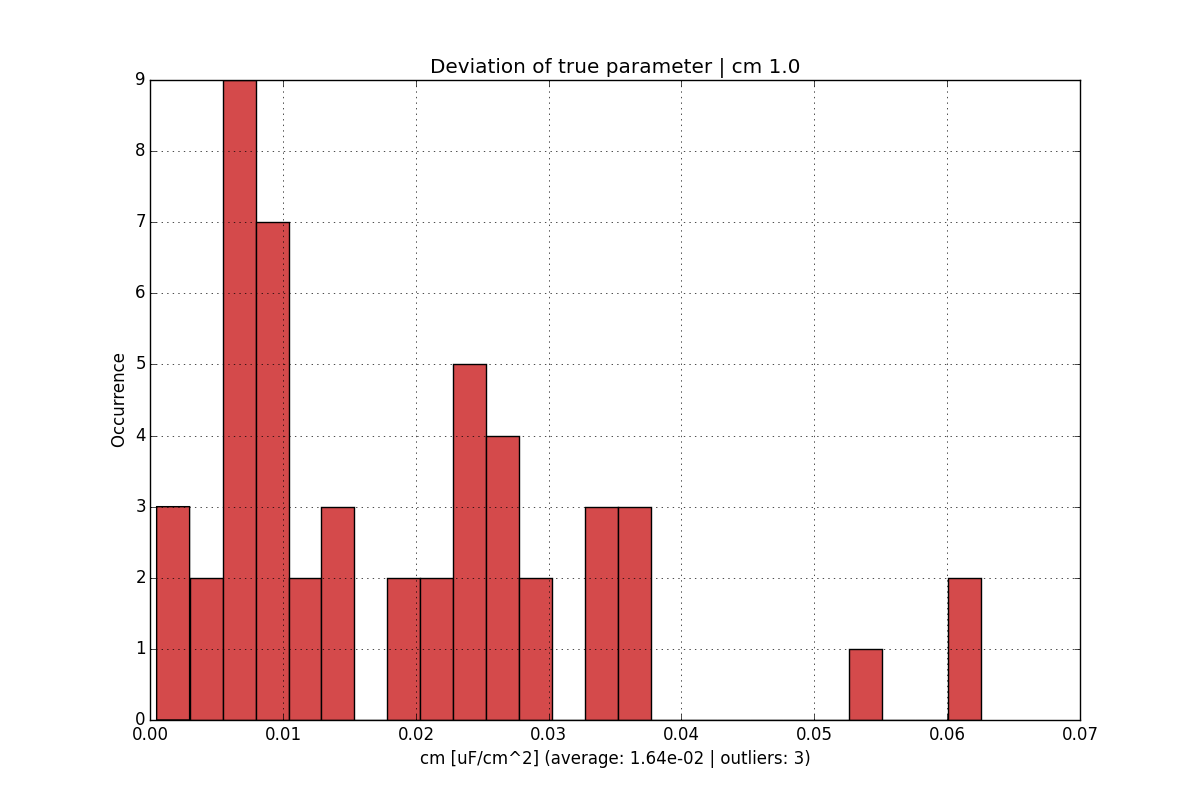 Deviation of true parameter | cm 1.0
9
8
7
6
5
4
3
2
1
0
Occurrence
0.00 0.01 0.02 0.03 0.04 0.05 0.06 0.07
cm [uF/cm^2] (average: 1.64e-02 | outliers: 3)